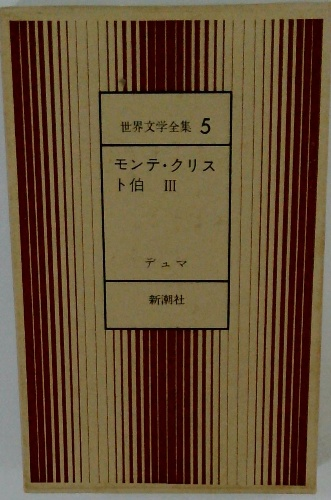 世界文学全集 5
モンテ・クリス
ト伯 III
デュマ
新潮社